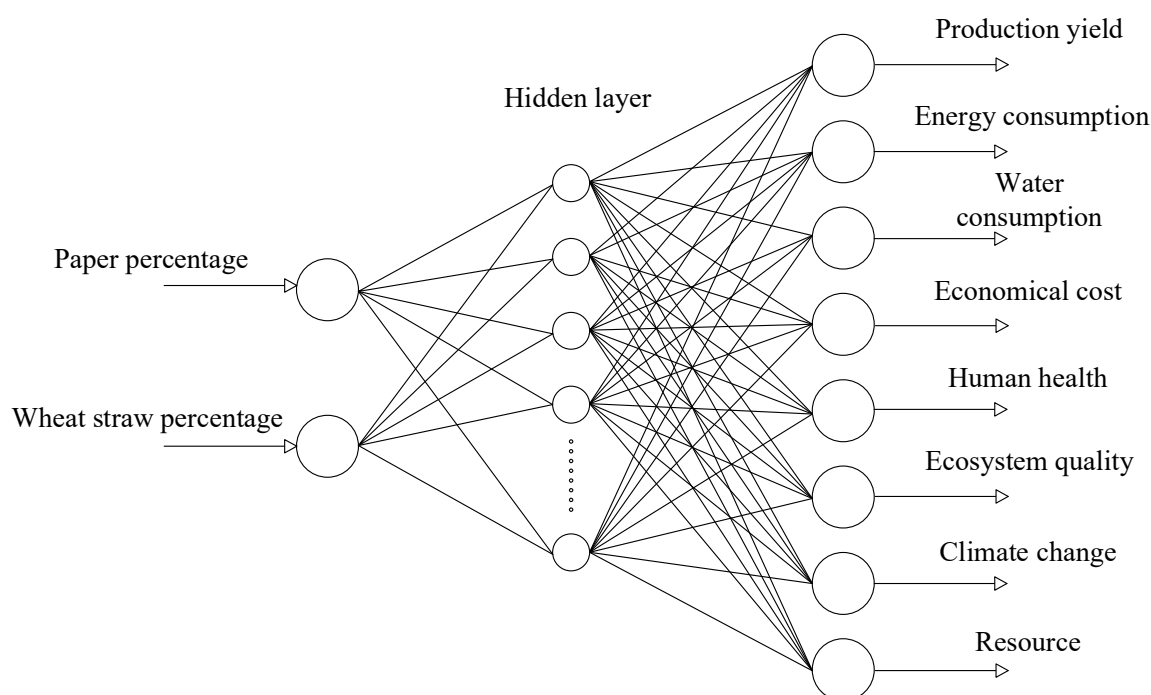 Production yield
Hidden layer
Energy consumption
Water
consumption
Paper percentage
Economical cost
Human health
Wheat straw percentage
Ecosystem quality
Climate change
Resource